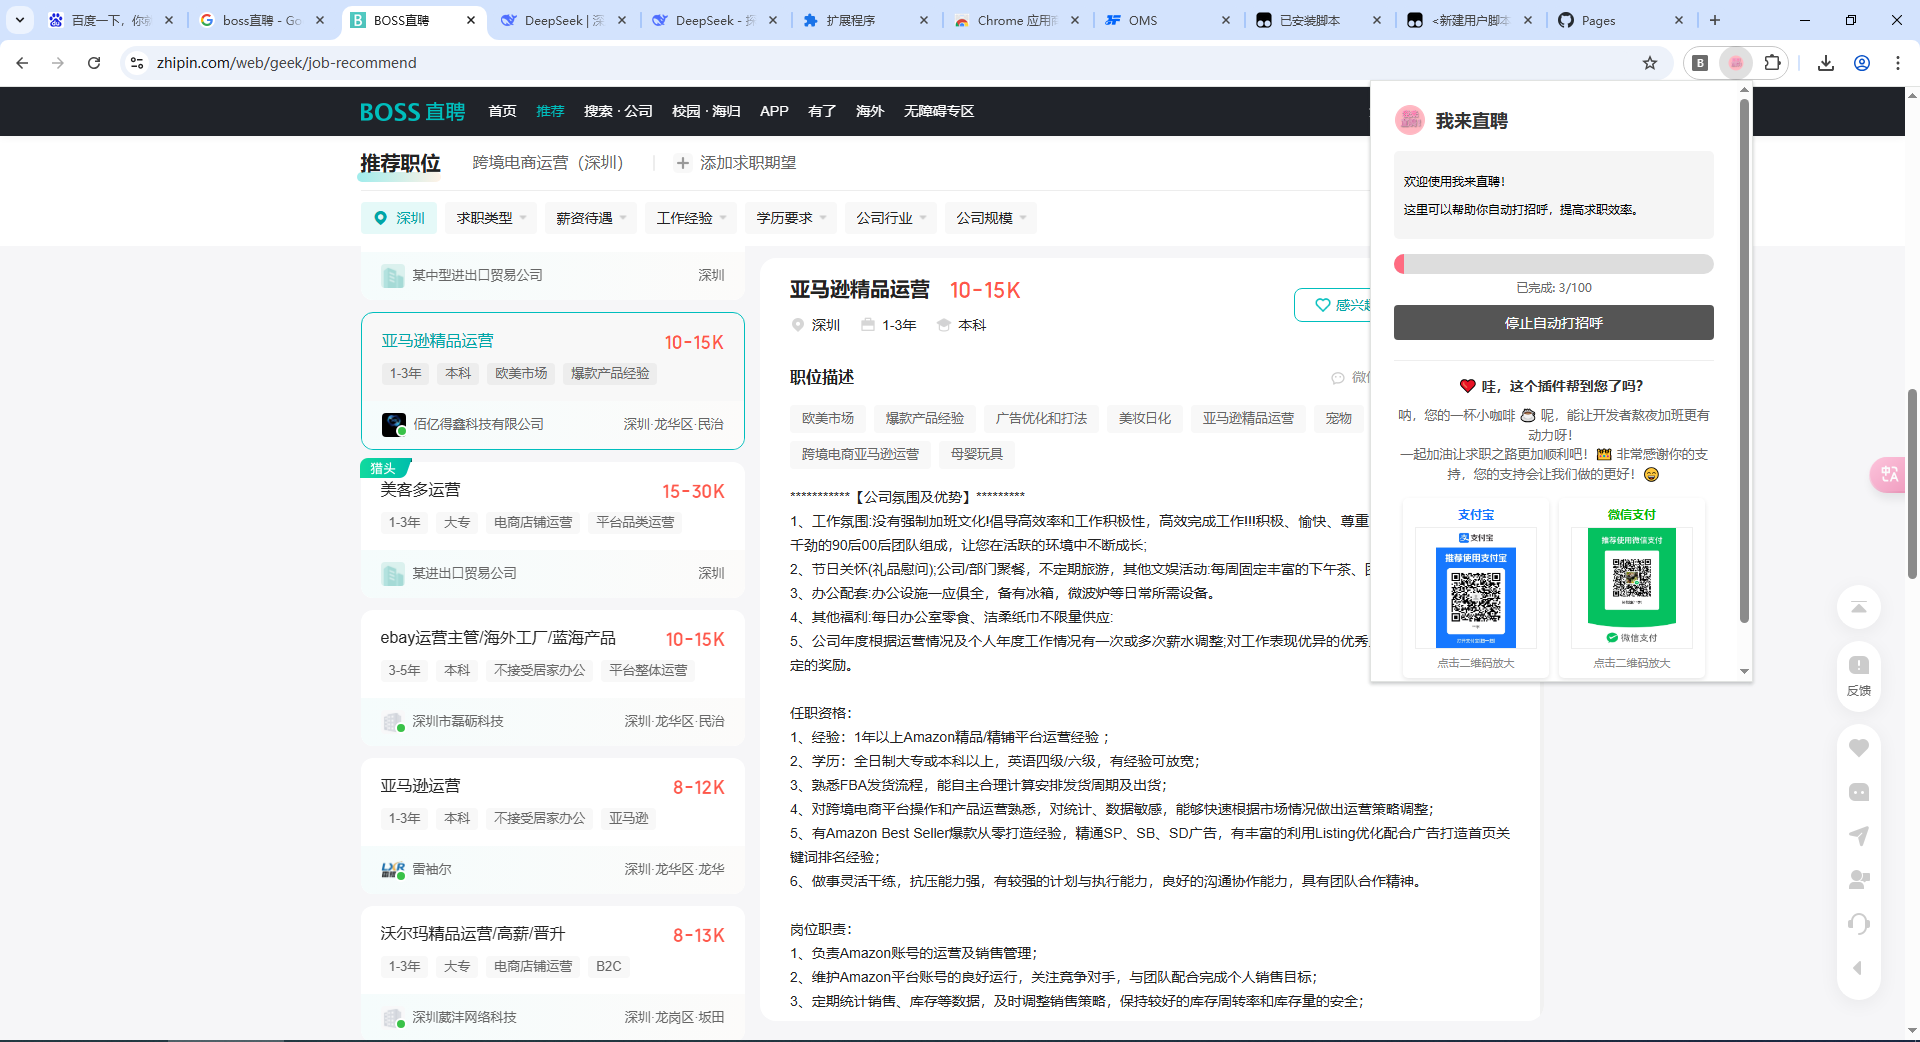 百度一下，你就
boss直聘 - Go
BOSS直聘
DeepSeek | 深
DeepSeek - 探
扩展程序
Chrome 应用商
OMS
已安装脚本
<新建用户脚本
Pages
zhipin.com/web/geek/job-recommend
BOSS 直聘
首页
推荐
搜索 · 公司
校园 · 海归
APP
有了
海外
无障碍专区
推荐职位
跨境电商运营（深圳）
添加求职期望
深圳
求职类型
薪资待遇
工作经验
学历要求
公司行业
公司规模
某中型进出口贸易公司
深圳
亚马逊精品运营
10-15K
1-3年
本科
欧美市场
爆款产品经验
佰亿得鑫科技有限公司
深圳·龙华区·民治
猎头
美客多运营
15-30K
1-3年
大专
电商店铺运营
平台品类运营
某进出口贸易公司
深圳
ebay运营主管/海外工厂/蓝海产品
10-15K
3-5年
本科
不接受居家办公
平台整体运营
深圳市磊砺科技
深圳·龙华区·民治
亚马逊运营
8-12K
1-3年
本科
不接受居家办公
亚马逊
雷袖尔
深圳·龙华区·龙华
沃尔玛精品运营/高薪/晋升
8-13K
1-3年
大专
电商店铺运营
B2C
深圳葳沣网络科技
深圳·龙岗区·坂田
亚马逊精品运营
10-15K
感兴趣
深圳
1-3年
本科
职位描述
微信
欧美市场
爆款产品经验
广告优化和打法
美妆日化
亚马逊精品运营
宠物
跨境电商亚马逊运营
母婴玩具
***********【公司氛围及优势】*********
1、工作氛围:没有强制加班文化!倡导高效率和工作积极性，高效完成工作!!!积极、愉快、尊重
千劲的90后00后团队组成，让您在活跃的环境中不断成长;
2、节日关怀(礼品慰问);公司/部门聚餐，不定期旅游，其他文娱活动:每周固定丰富的下午茶、
3、办公配套:办公设施一应俱全，备有冰箱，微波炉等日常所需设备。
4、其他福利:每日办公室零食、洁柔纸巾不限量供应:
5、公司年度根据运营情况及个人年度工作情况有一次或多次薪水调整;对工作表现优异的优秀
定的奖励。
任职资格：
1、经验：1年以上Amazon精品/精铺平台运营经验 ；
2、学历：全日制大专或本科以上，英语四级/六级，有经验可放宽；
3、熟悉FBA发货流程，能自主合理计算安排发货周期及出货；
4、对跨境电商平台操作和产品运营熟悉，对统计、数据敏感，能够快速根据市场情况做出运营策略调整；
5、有Amazon Best Seller爆款从零打造经验，精通SP、SB、SD广告，有丰富的利用Listing优化配合广告打造首页关
键词排名经验；
6、做事灵活干练，抗压能力强，有较强的计划与执行能力，良好的沟通协作能力，具有团队合作精神。
岗位职责：
1、负责Amazon账号的运营及销售管理；
2、维护Amazon平台账号的良好运行，关注竞争对手，与团队配合完成个人销售目标；
3、定期统计销售、库存等数据，及时调整销售策略，保持较好的库存周转率和库存量的安全；
我来直聘
欢迎使用我来直聘！
这里可以帮助你自动打招呼，提高求职效率。
已完成: 3/100
停止自动打招呼
哇，这个插件帮到您了吗？
呐，您的一杯小咖啡 呢，能让开发者熬夜加班更有
动力呀！
一起加油让求职之路更加顺利吧！ 非常感谢你的支
持，您的支持会让我们做的更好！
支付宝
支付宝
推荐使用支付宝
点击二维码放大
微信支付
推荐使用微信支付
微信支付
点击二维码放大
反馈